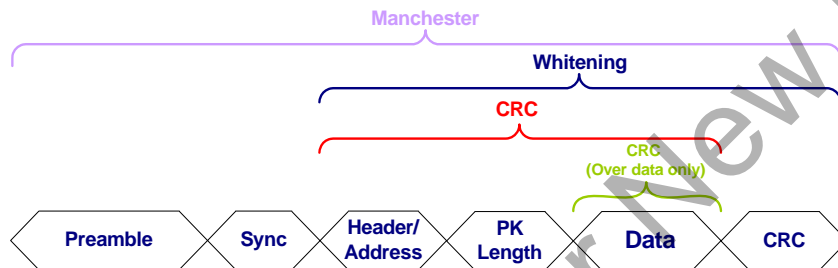 Manchester
Whitening
CRC
CRC
(Over data only)
Preamble
Sync
Header/
Address
PK
Length
Data
CRC
r New